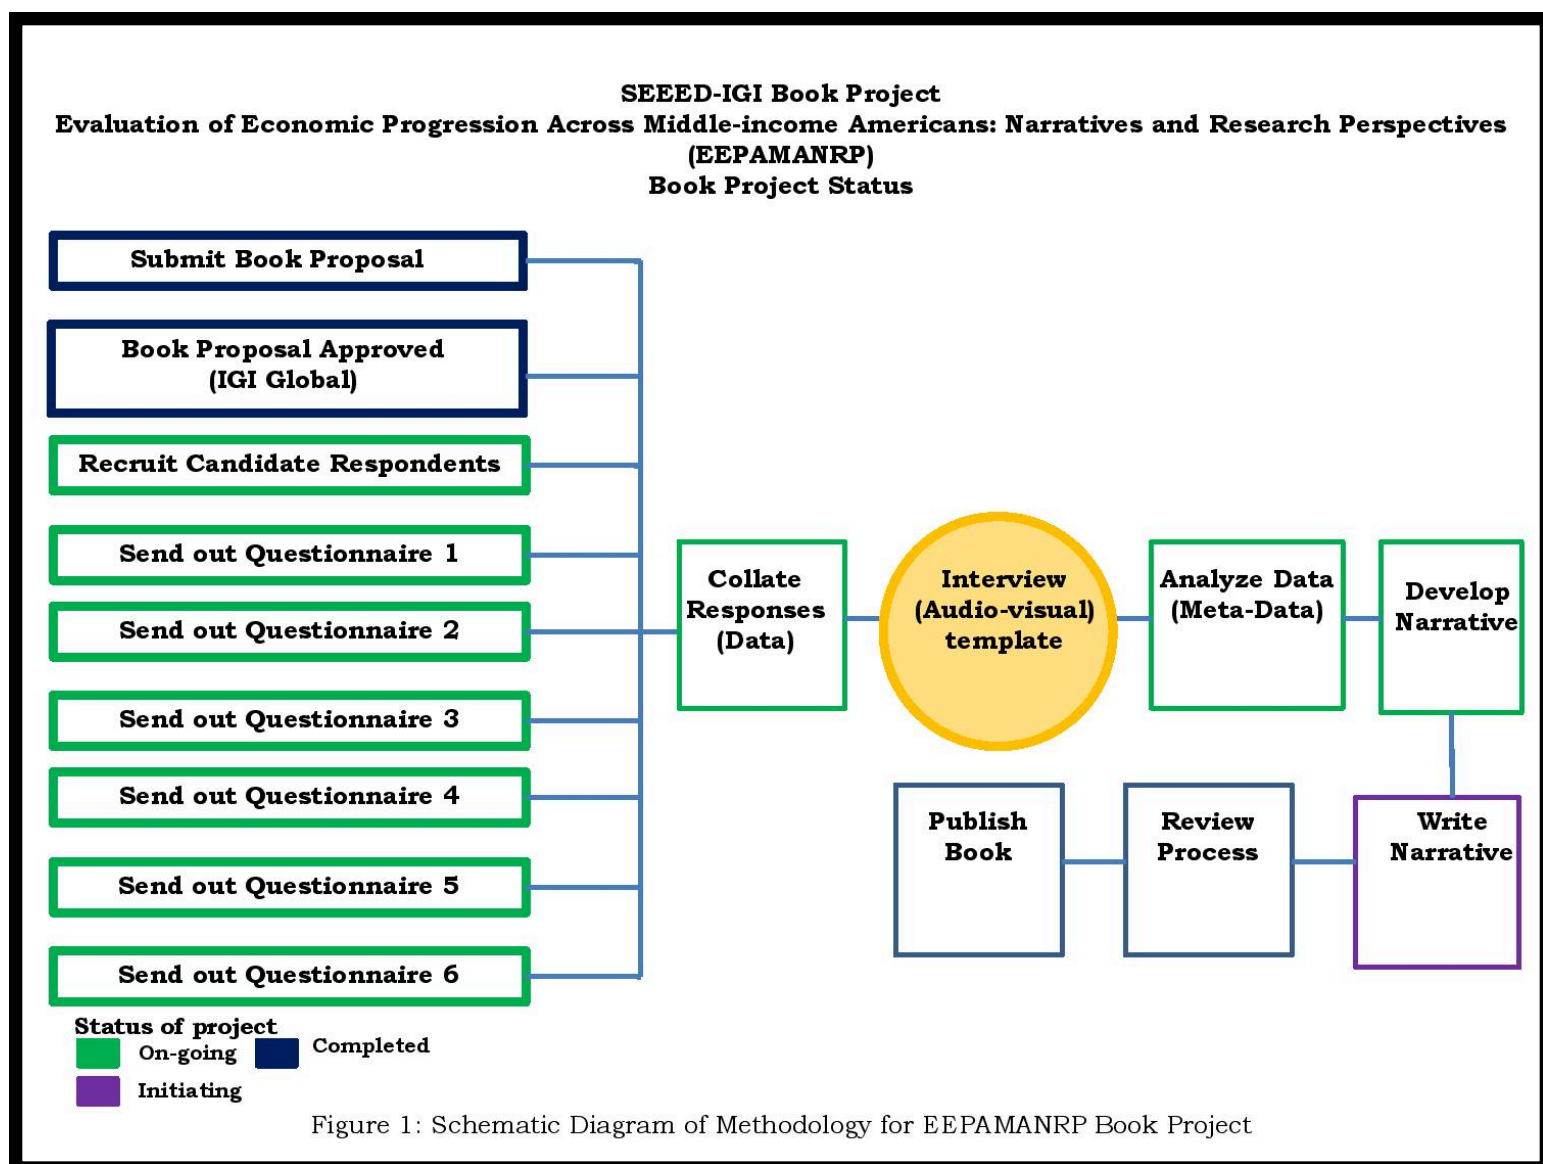 SEEED-IGI Book Project
Evaluation of Economic Progression Across Middle-income Americans: Narratives and Research Perspectives
(EEPAMANRP)
Book Project Status
Submit Book Proposal
Book Proposal Approved
(IGI Global)
Recruit Candidate Respondents
Send out Questionnaire 1
Send out Questionnaire 2
Send out Questionnaire 3
Send out Questionnaire 4
Send out Questionnaire 5
Send out Questionnaire 6
Collate
Responses
(Data)
Interview
(Audio-visual)
template
Analyze Data
(Meta-Data)
Develop
Narrative
Write
Narrative
Review
Process
Publish
Book
Status of project
On-going
Completed
Initiating
Figure 1: Schematic Diagram of Methodology for EEPAMANRP Book Project